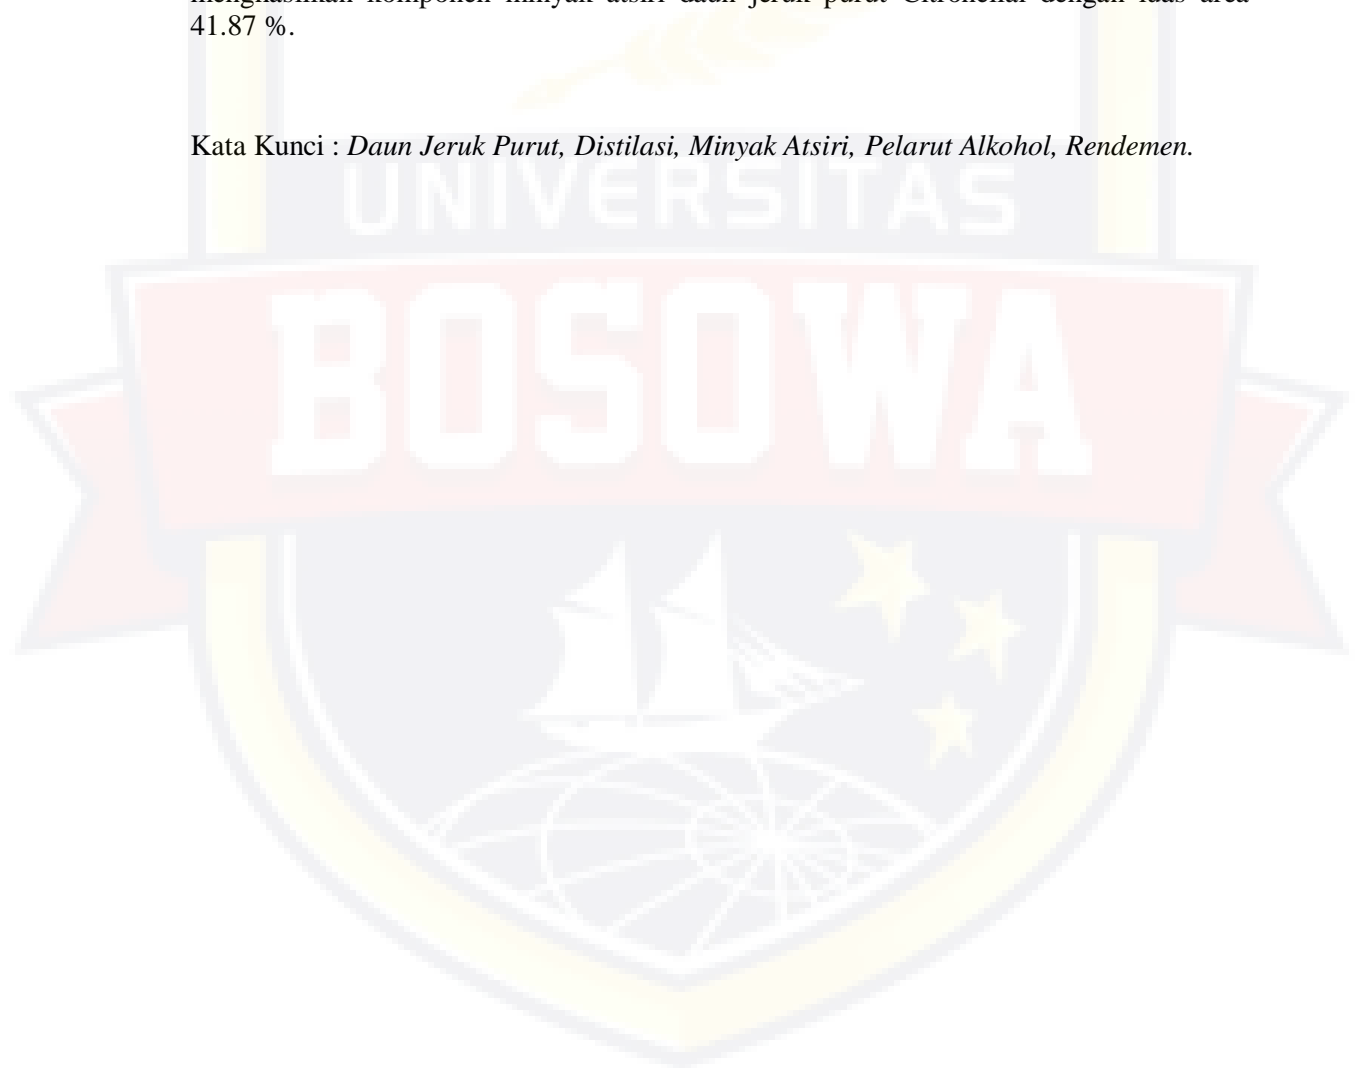 menghasilkan komponen minyak atsiri daun jeruk purut Citronellal dengan luas area
41.87 %.
Kata Kunci : Daun Jeruk Purut, Distilasi, Minyak Atsiri, Pelarut Alkohol, Rendemen.
UNIVERSITAS
BOSOWA